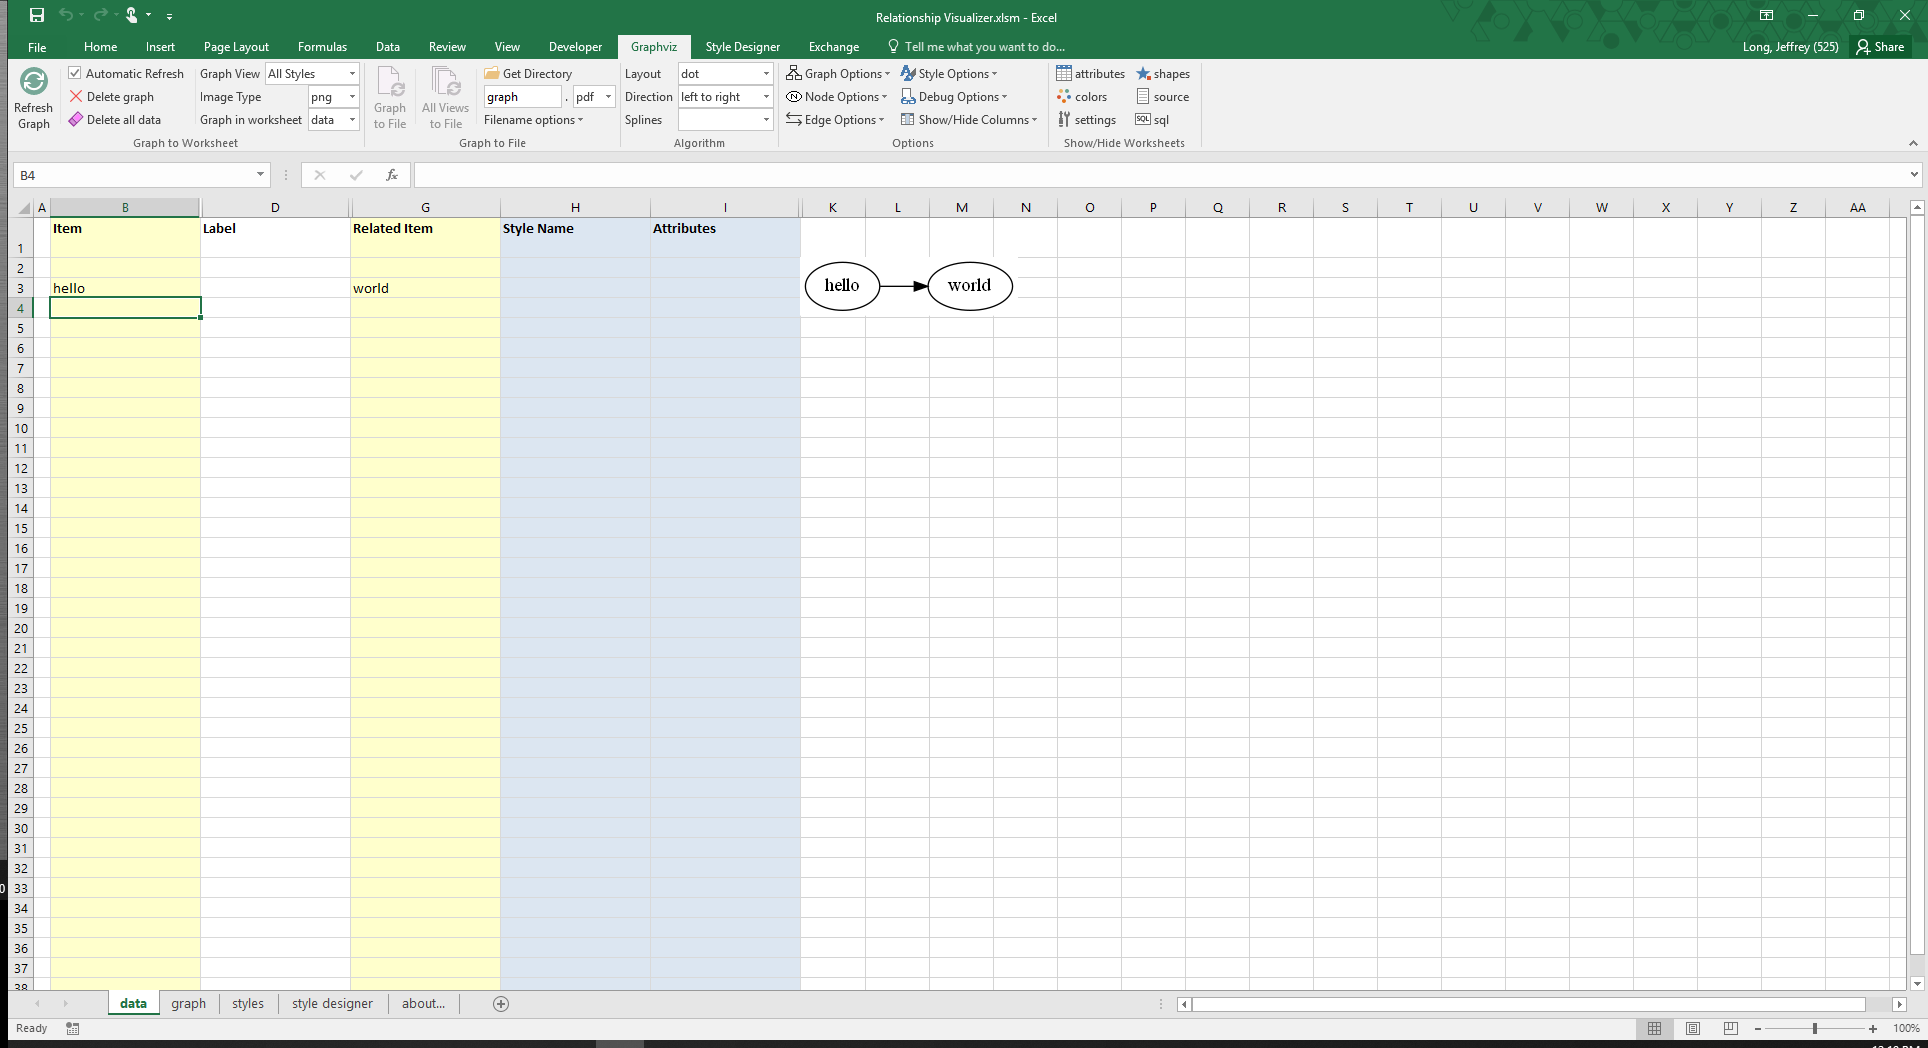 Relationship Visualizer.xlsm - Excel
File Home Insert Page Layout Formulas Data Review View Developer Graphviz Style Designer Exchange Tell me what you want to do... Long, Jeffrey (525) Share
Refresh Graph
Automatic Refresh
Delete graph
Delete all data
Graph View All Styles
Image Type png
Graph in worksheet data
Graph to Worksheet
Graph to File
All Views to File
Get Directory
graph . pdf
Filename options
Graph to File
Layout dot
Direction left to right
Splines
Algorithm
Graph Options
Node Options
Edge Options
Style Options
Debug Options
Show/Hide Columns
Options
attributes
colors
settings
shapes
source
SQL sql
Show/Hide Worksheets
B4 fx
A B D G H I K L M N O P Q R S T U V W X Y Z AA
1 Item Label Related Item Style Name Attributes
2
3 hello world
hello world
4
5
6
7
8
9
10
11
12
13
14
15
16
17
18
19
20
21
22
23
24
25
26
27
28
29
30
31
32
33
34
35
36
37
38
data graph styles style designer about...
Ready 100%